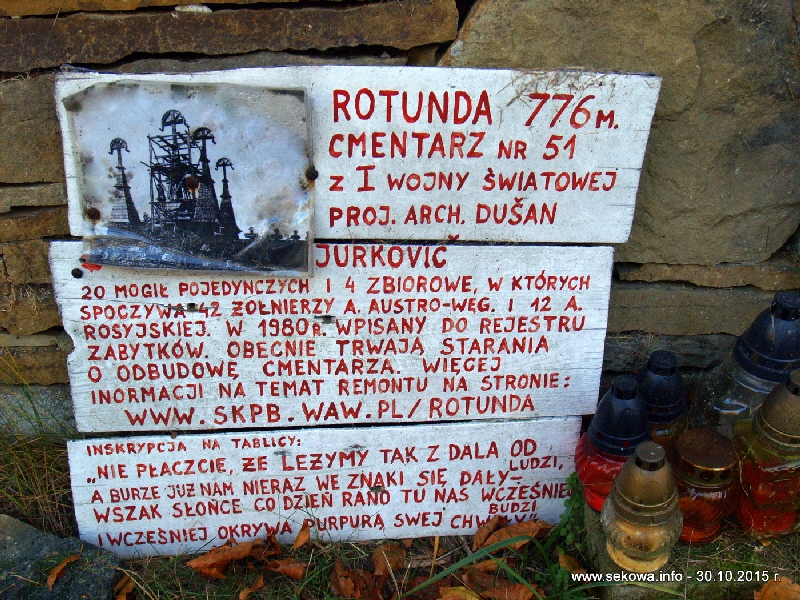 ROTUNDA 776 M.
CMENTARZ NR 51
Z I WOJNY ŚWIATOWEJ
PROJ. ARCH. DUŠAN
JURKOVIČ
20 MOGIŁ POJEDYNCZYCH I 4 ZBIOROWE, W KTÓRYCH
SPOCZYWA 42 ŻOŁNIERZY A. AUSTRO-WĘG. I 12 A.
ROSYJSKIEJ. W 1980 R. WPISANY DO REJESTRU
ZABYTKÓW. OBECNIE TRWAJĄ STARANIA
O ODBUDOWĘ CMENTARZA. WIĘCEJ
INORMACJI NA TEMAT REMONTU NA STRONIE:
WWW.SKPB.WAW.PL/ROTUNDA
INSKRYPCJA NA TABLICY:
"NIE PŁACZCIE, ŻE LEŻYMY TAK Z DALA OD LUDZI,
A BURZE JUŻ NAM NIERAZ WE ZNAKI SIĘ DAŁY-
WSZAK SŁOŃCE CO DZIEŃ RANO TU NAS WCZEŚNIEJ BUDZI
I WCZEŚNIEJ OKRYWA PURPURĄ SWEJ CHWAŁY"
www.sekowa.info - 30.10.2015 r.